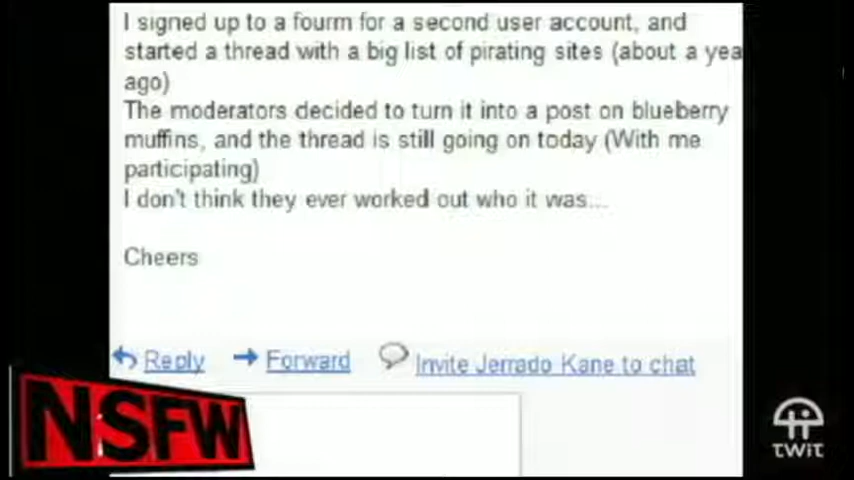 I signed up to a fourm for a second user account, and
started a thread with a big list of pirating sites (about a yea
ago)
The moderators decided to turn it into a post on blueberry
muffins, and the thread is still going on today (With me
participating)
I don't think they ever worked out who it was...
Cheers
Reply Forward Invite Jerrado Kane to chat
NSFW
TWiT